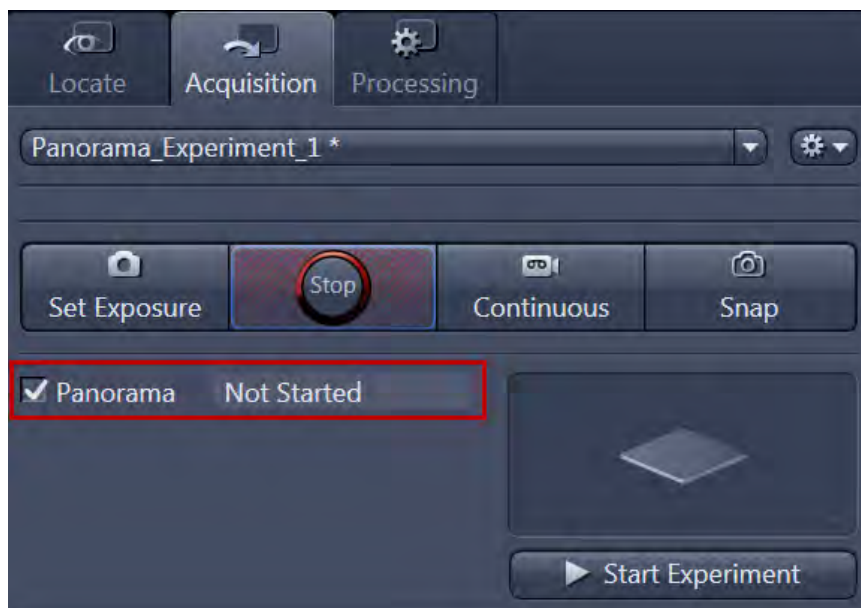 Locate Acquisition Processing
Panorama_Experiment_1 *
Set Exposure Stop Continuous Snap
Panorama Not Started
Start Experiment